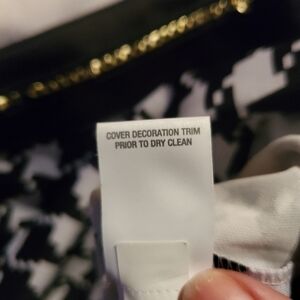 COVER DECORATION TRIM
PRIOR TO DRY CLEAN